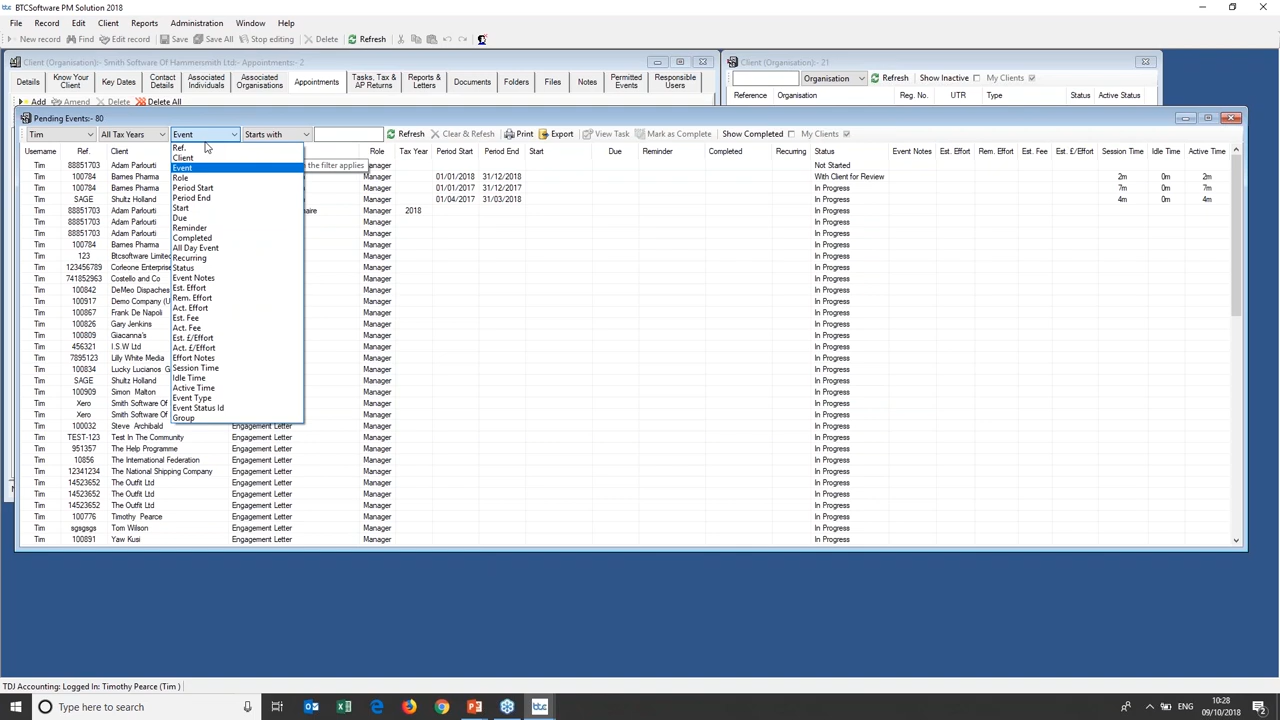 BTCSoftware PM Solution 2018
File Record Edit Client Reports Administration Window Help
New record Find Edit record Save Save All Stop editing Delete Refresh
Client (Organisation):- Smith Software Of Hammersmith Ltd:- Appointments:- 2
Client (Organisation):- 21
Details Know Your Client Key Dates Contact Details Associated Individuals Associated Organisations Appointments Tasks, Tax & AP Returns Reports & Letters Documents Folders Files Notes Permitted Events Responsible Users
Organisation Refresh Show Inactive My Clients
Reference Organisation Reg. No. UTR Type Status Active Status
Add Amend Delete Delete All
Pending Events:- 80
Tim All Tax Years Event Starts with Refresh Clear & Refesh Print Export View Task Mark as Complete Show Completed My Clients
Username Ref. Client Role Tax Year Period Start Period End Start Due Reminder Completed Recurring Status Event Notes Est. Effort Rem. Effort Est. Fee Est. £/Effort Session Time Idle Time Active Time
Ref.
Client
Event
Role
Period Start
Period End
Start
Due
Reminder
Completed
All Day Event
Recurring
Status
Event Notes
Est. Effort
Rem. Effort
Act. Effort
Est. Fee
Act. Fee
Est. £/Effort
Act. £/Effort
Effort Notes
Session Time
Idle Time
Active Time
Event Type
Event Status Id
Group
the filter applies
Tim 88851703 Adam Parlourti nager Not Started
Tim 100784 Barnes Pharma Manager 01/01/2018 31/12/2018 With Client for Review 2m 0m 2m
Tim 100784 Barnes Pharma Manager 01/01/2017 31/12/2017 In Progress 7m 0m 7m
Tim SAGE Shultz Holland Manager 01/04/2017 31/03/2018 In Progress 4m 0m 4m
Tim 88851703 Adam Parlourti aire Manager 2018 In Progress
Tim 88851703 Adam Parlourti Manager In Progress
Tim 88851703 Adam Parlourti Manager In Progress
Tim 100784 Barnes Pharma Manager In Progress
Tim 123 Btcsoftware Limited Manager In Progress
Tim 123456789 Corleone Enterprise Manager In Progress
Tim 741852963 Costello and Co Manager In Progress
Tim 100842 DeMeo Dispaches Manager In Progress
Tim 100917 Demo Company (U Manager In Progress
Tim 100867 Frank De Napoli Manager In Progress
Tim 100826 Gary Jenkins Manager In Progress
Tim 100809 Giacanna's Manager In Progress
Tim 456321 I.S.W Ltd Manager In Progress
Tim 7895123 Lilly White Media Manager In Progress
Tim 100834 Lucky Lucianos G Manager In Progress
Tim SAGE Shultz Holland Manager In Progress
Tim 100909 Simon Malton Manager In Progress
Tim Xero Smith Software Of Manager In Progress
Tim Xero Smith Software Of Manager In Progress
Tim 100032 Steve Archibald Engagement Letter Manager In Progress
Tim TEST-123 Test In The Community Engagement Letter Manager In Progress
Tim 951357 The Help Programme Engagement Letter Manager In Progress
Tim 10856 The International Federation Engagement Letter Manager In Progress
Tim 12341234 The National Shipping Company Engagement Letter Manager In Progress
Tim 14523652 The Outfit Ltd Engagement Letter Manager In Progress
Tim 14523652 The Outfit Ltd Engagement Letter Manager In Progress
Tim 14523652 The Outfit Ltd Engagement Letter Manager In Progress
Tim 100776 Timothy Pearce Engagement Letter Manager In Progress
Tim sgsgsgs Tom Wilson Engagement Letter Manager In Progress
Tim 100891 Yaw Kusi Engagement Letter Manager In Progress
TDJ Accounting: Logged In: Timothy Pearce (Tim )
Type here to search
btc
ENG
10:28
09/10/2018
2